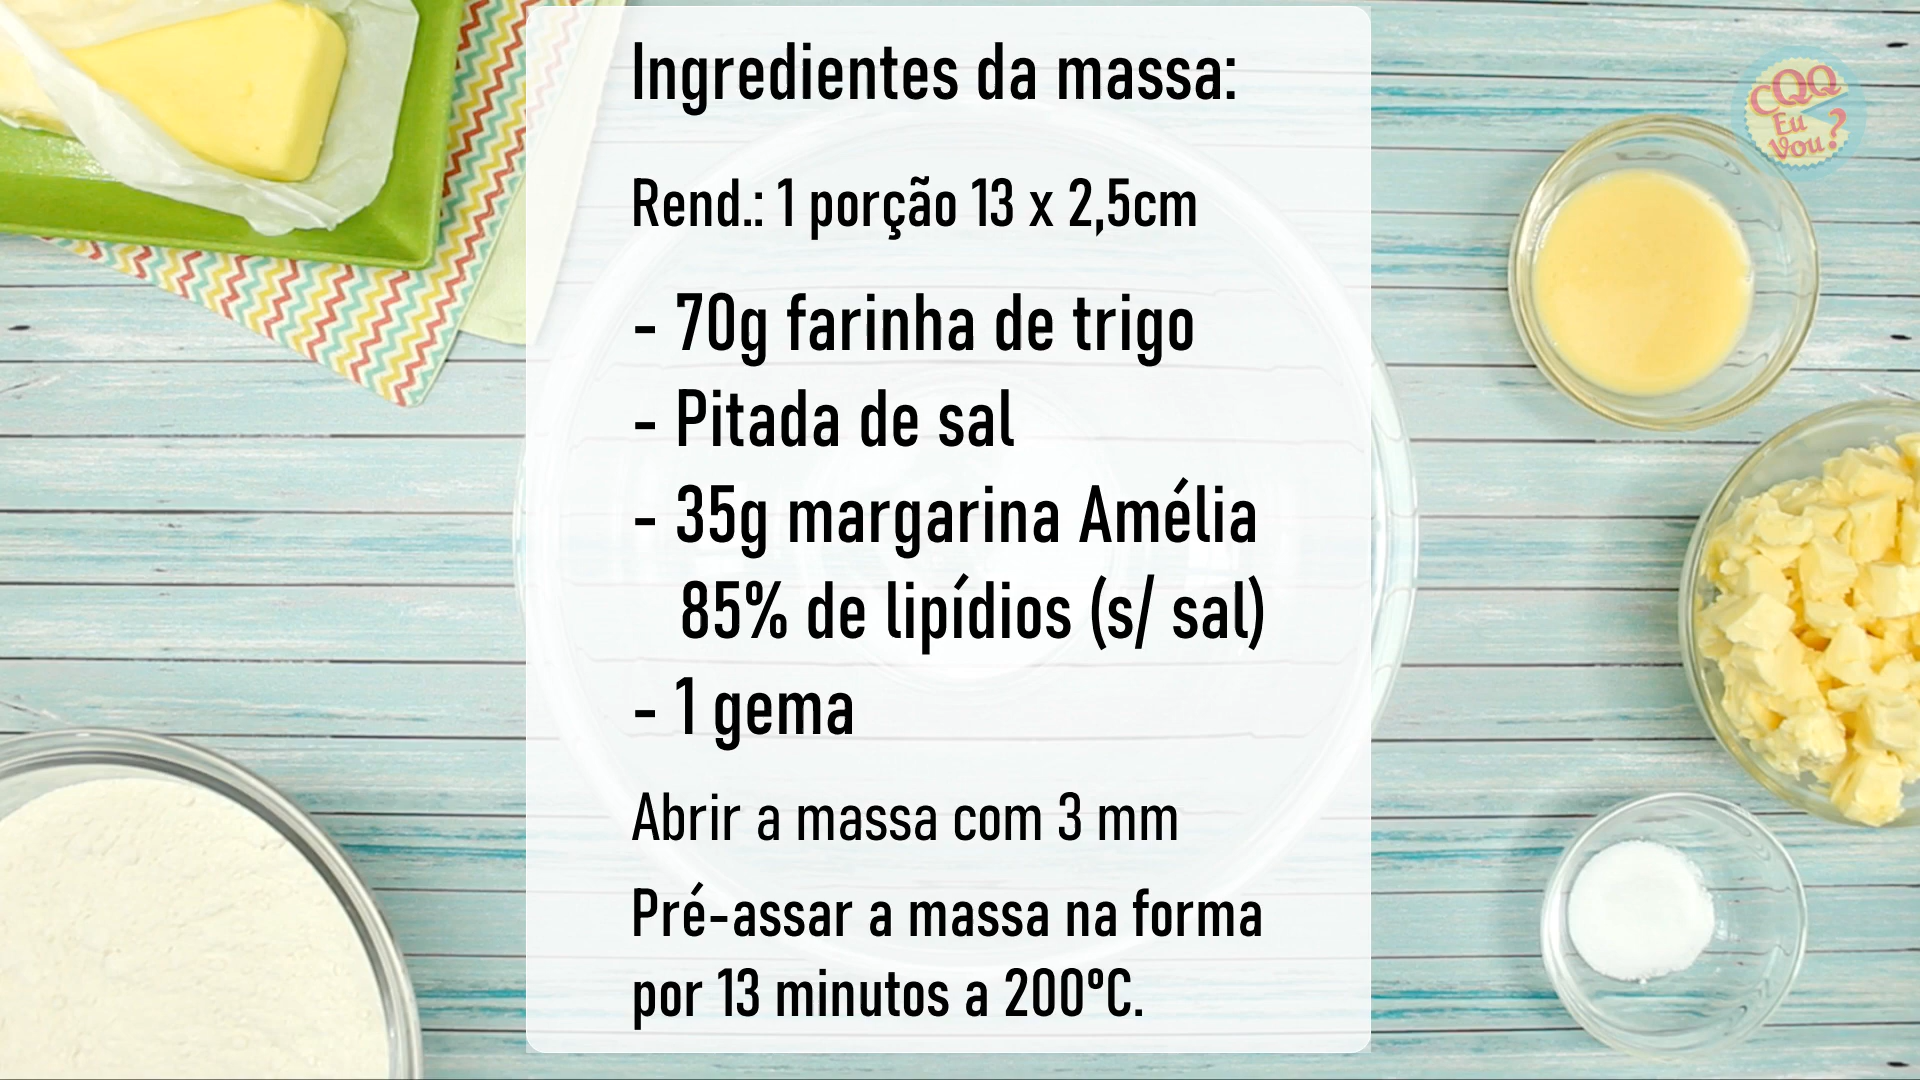 Ingredientes da massa:
Rend.: 1 porção 13 x 2,5cm
- 70g farinha de trigo
- Pitada de sal
- 35g margarina Amélia
85% de lipídios (s/ sal)
- 1 gema
Abrir a massa com 3 mm
Pré-assar a massa na forma
por 13 minutos a 200ºC.
CQQ
Eu
Vou?